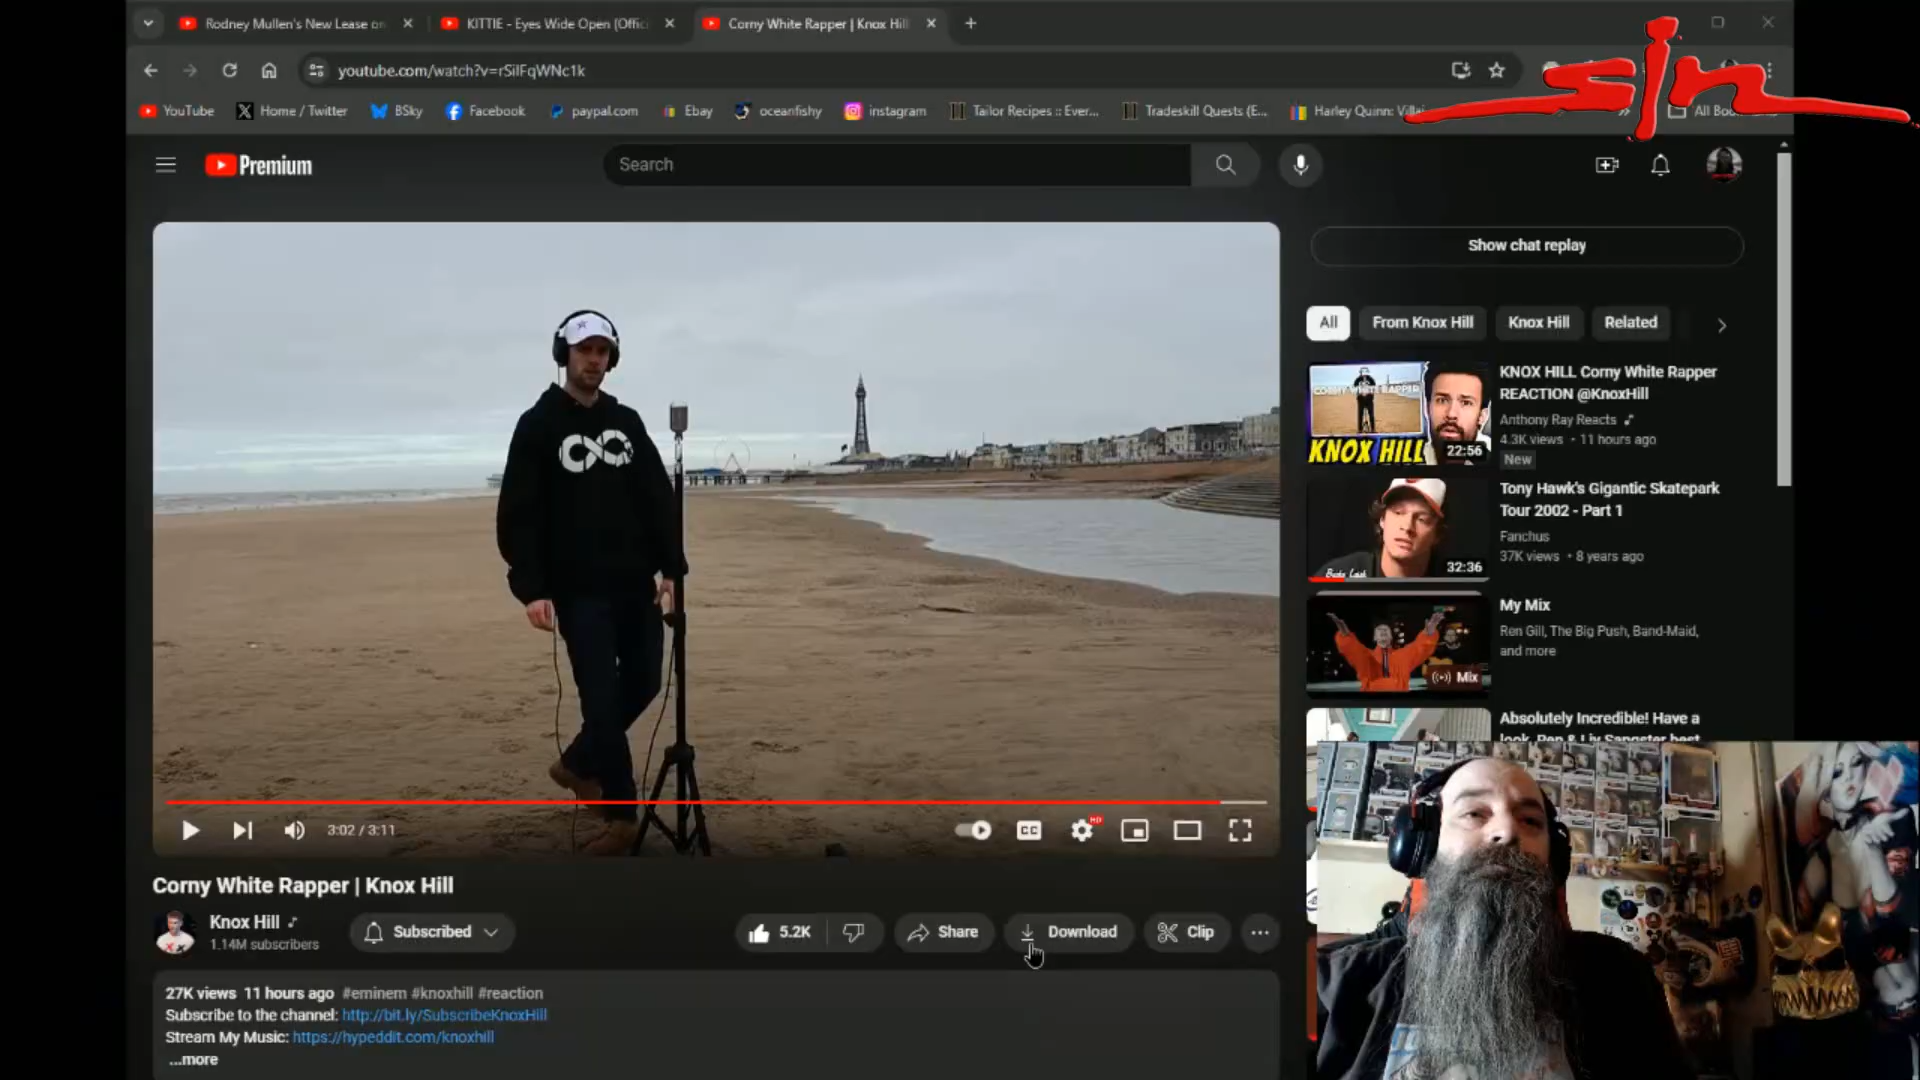 Rodney Mullen's New Lease on
KITTIE - Eyes Wide Open (Offic
Corny White Rapper | Knox Hill
youtube.com/watch?v=rSiIFqWNc1k
YouTube
Home / Twitter
BSky
Facebook
paypal.com
Ebay
oceanfishy
instagram
Tailor Recipes :: Ever...
Tradeskill Quests (E...
Harley Quinn: Villai
All Bo
sin
Premium
Search
Show chat replay
All
From Knox Hill
Knox Hill
Related
CORNY WHITE RAPPER
KNOX HILL
22:56
KNOX HILL Corny White Rapper
REACTION @KnoxHill
Anthony Ray Reacts
4.3K views • 11 hours ago
New
32:36
Tony Hawk's Gigantic Skatepark
Tour 2002 - Part 1
Fanchus
37K views • 8 years ago
Mix
My Mix
Ren Gill, The Big Push, Band-Maid,
and more
Absolutely Incredible! Have a
look, Ren & Liv Sangster best
3:02 / 3:11
CC
HD
Corny White Rapper | Knox Hill
Knox Hill
1.14M subscribers
Subscribed
5.2K
Share
Download
Clip
27K views 11 hours ago #eminem #knoxhill #reaction
Subscribe to the channel: http://bit.ly/SubscribeKnoxHill
Stream My Music: https://hypeddit.com/knoxhill
...more